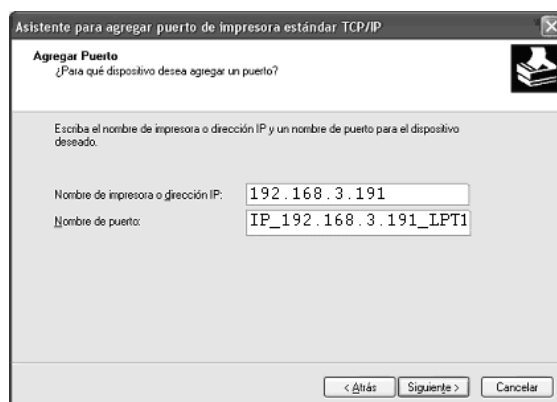 Asistente para agregar puerto de impresora estándar TCP/IP
Agregar Puerto
¿Para qué dispositivo desea agregar un puerto?
Escriba el nombre de impresora o dirección IP y un nombre de puerto para el dispositivo
deseado.
Nombre de impresora o dirección IP: 192.168.3.191
Nombre de puerto: IP_192.168.3.191_LPT1
< Atrás Siguiente > Cancelar